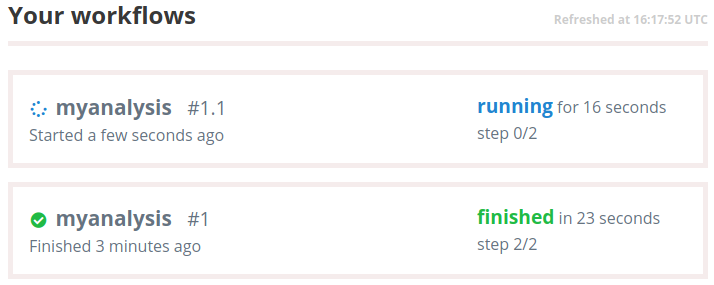 Your workflows
Refreshed at 16:17:52 UTC
myanalysis #1.1
running for 16 seconds
Started a few seconds ago
step 0/2
myanalysis #1
finished in 23 seconds
Finished 3 minutes ago
step 2/2